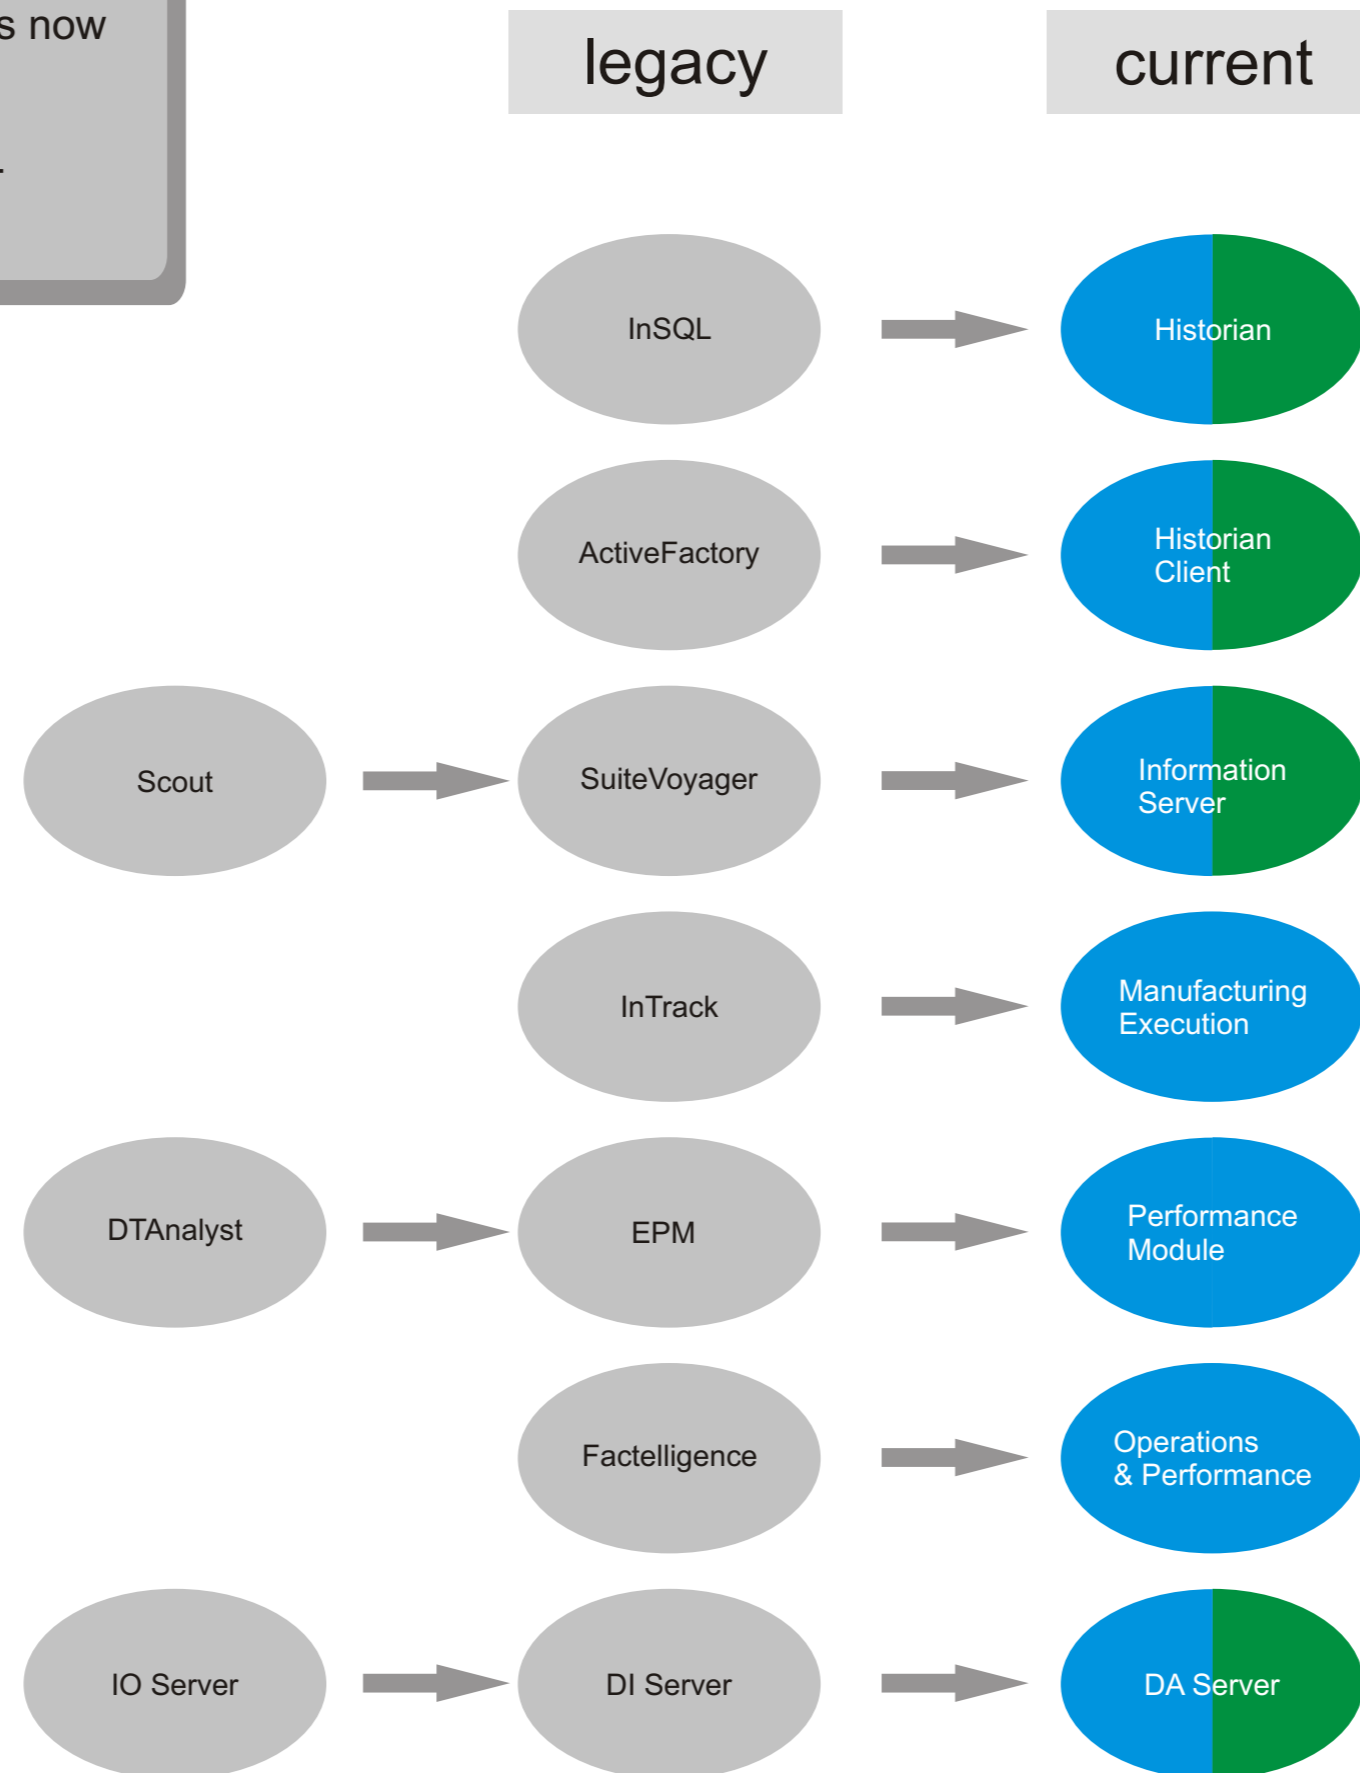 s now
legacy
current
InSQL
Historian
ActiveFactory
Historian
Client
Scout
SuiteVoyager
Information
Server
InTrack
Manufacturing
Execution
DTAnalyst
EPM
Performance
Module
Factelligence
Operations
& Performance
IO Server
DI Server
DA Server